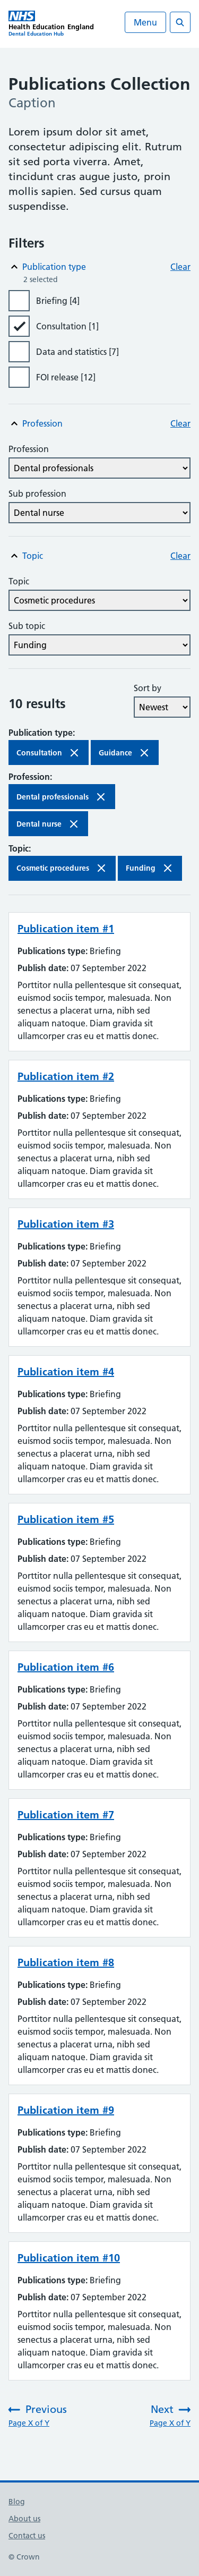 NHS
Health Education England
Dental Education Hub
Menu
Publications Collection
Caption
Lorem ipsum dolor sit amet,
consectetur adipiscing elit. Rutrum
sit sed porta viverra. Amet,
tincidunt cras augue justo, proin
mollis sapien. Sed cursus quam
suspendisse.
Filters
Publication type
Clear
2 selected
Briefing [4]
Consultation [1]
Data and statistics [7]
FOI release [12]
Profession
Clear
Profession
Dental professionals
Sub profession
Dental nurse
Topic
Clear
Topic
Cosmetic procedures
Sub topic
Funding
10 results
Sort by
Newest
Publication type:
Consultation
Guidance
Profession:
Dental professionals
Dental nurse
Topic:
Cosmetic procedures
Funding
Publication item #1
Publications type: Briefing
Publish date: 07 September 2022
Porttitor nulla pellentesque sit consequat,
euismod sociis tempor, malesuada. Non
senectus a placerat urna, nibh sed
aliquam natoque. Diam gravida sit
ullamcorper cras eu et mattis donec.
Publication item #2
Publications type: Briefing
Publish date: 07 September 2022
Porttitor nulla pellentesque sit consequat,
euismod sociis tempor, malesuada. Non
senectus a placerat urna, nibh sed
aliquam natoque. Diam gravida sit
ullamcorper cras eu et mattis donec.
Publication item #3
Publications type: Briefing
Publish date: 07 September 2022
Porttitor nulla pellentesque sit consequat,
euismod sociis tempor, malesuada. Non
senectus a placerat urna, nibh sed
aliquam natoque. Diam gravida sit
ullamcorper cras eu et mattis donec.
Publication item #4
Publications type: Briefing
Publish date: 07 September 2022
Porttitor nulla pellentesque sit consequat,
euismod sociis tempor, malesuada. Non
senectus a placerat urna, nibh sed
aliquam natoque. Diam gravida sit
ullamcorper cras eu et mattis donec.
Publication item #5
Publications type: Briefing
Publish date: 07 September 2022
Porttitor nulla pellentesque sit consequat,
euismod sociis tempor, malesuada. Non
senectus a placerat urna, nibh sed
aliquam natoque. Diam gravida sit
ullamcorper cras eu et mattis donec.
Publication item #6
Publications type: Briefing
Publish date: 07 September 2022
Porttitor nulla pellentesque sit consequat,
euismod sociis tempor, malesuada. Non
senectus a placerat urna, nibh sed
aliquam natoque. Diam gravida sit
ullamcorper cras eu et mattis donec.
Publication item #7
Publications type: Briefing
Publish date: 07 September 2022
Porttitor nulla pellentesque sit consequat,
euismod sociis tempor, malesuada. Non
senectus a placerat urna, nibh sed
aliquam natoque. Diam gravida sit
ullamcorper cras eu et mattis donec.
Publication item #8
Publications type: Briefing
Publish date: 07 September 2022
Porttitor nulla pellentesque sit consequat,
euismod sociis tempor, malesuada. Non
senectus a placerat urna, nibh sed
aliquam natoque. Diam gravida sit
ullamcorper cras eu et mattis donec.
Publication item #9
Publications type: Briefing
Publish date: 07 September 2022
Porttitor nulla pellentesque sit consequat,
euismod sociis tempor, malesuada. Non
senectus a placerat urna, nibh sed
aliquam natoque. Diam gravida sit
ullamcorper cras eu et mattis donec.
Publication item #10
Publications type: Briefing
Publish date: 07 September 2022
Porttitor nulla pellentesque sit consequat,
euismod sociis tempor, malesuada. Non
senectus a placerat urna, nibh sed
aliquam natoque. Diam gravida sit
ullamcorper cras eu et mattis donec.
Previous
Page X of Y
Next
Page X of Y
Blog
About us
Contact us
© Crown